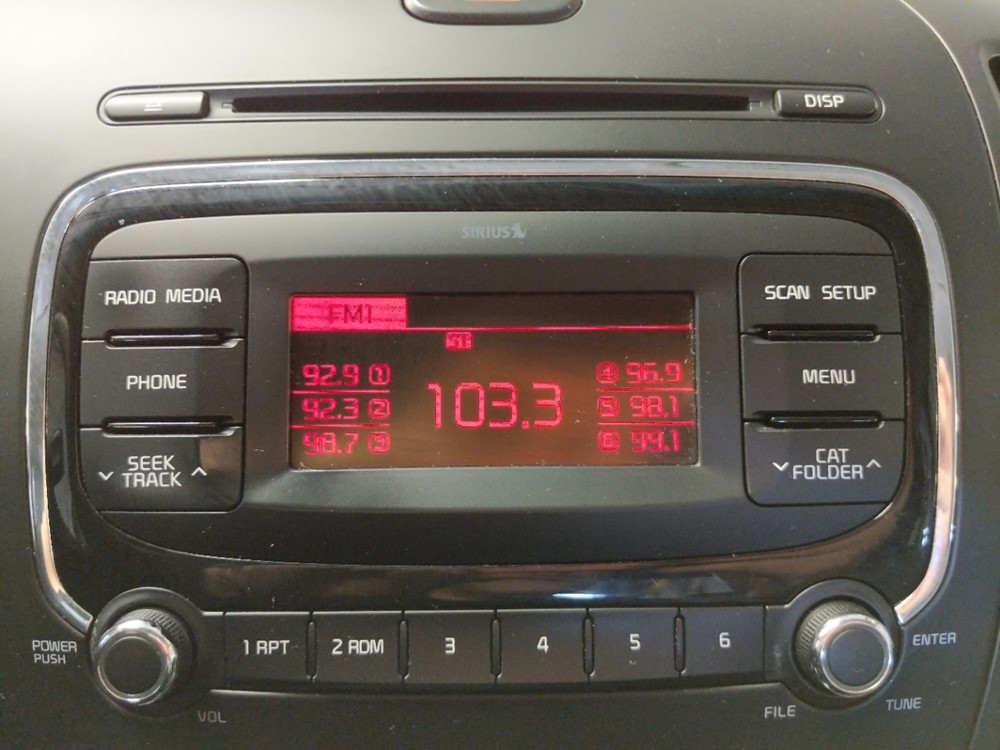 DISP
SIRIUS
RADIO MEDIA
SCAN SETUP
FM1
PHONE
MENU
92.9 1
4 96.9
92.3 2
103.3
5 98.1
98.7 3
6 99.1
SEEK
TRACK
CAT
FOLDER
1 RPT
2 RDM
3
4
5
6
POWER
PUSH
VOL
ENTER
FILE
TUNE